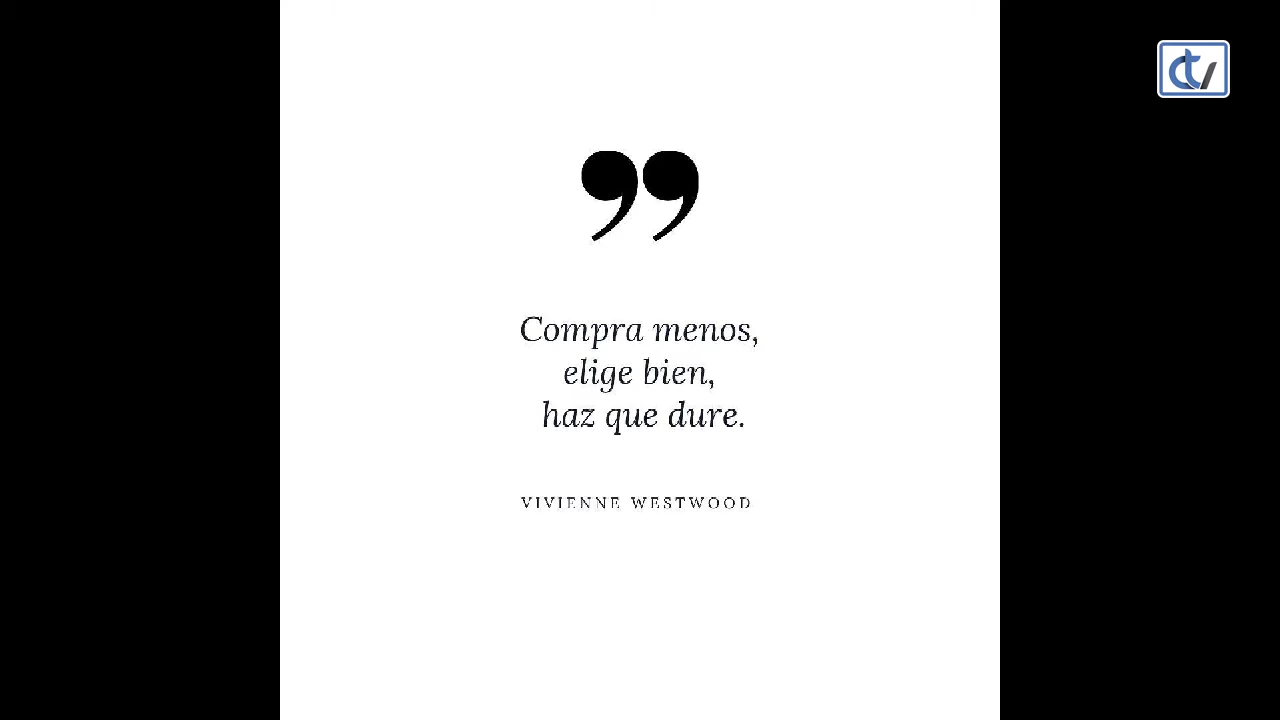 ”
Compra menos,
elige bien,
haz que dure.
VIVIENNE WESTWOOD